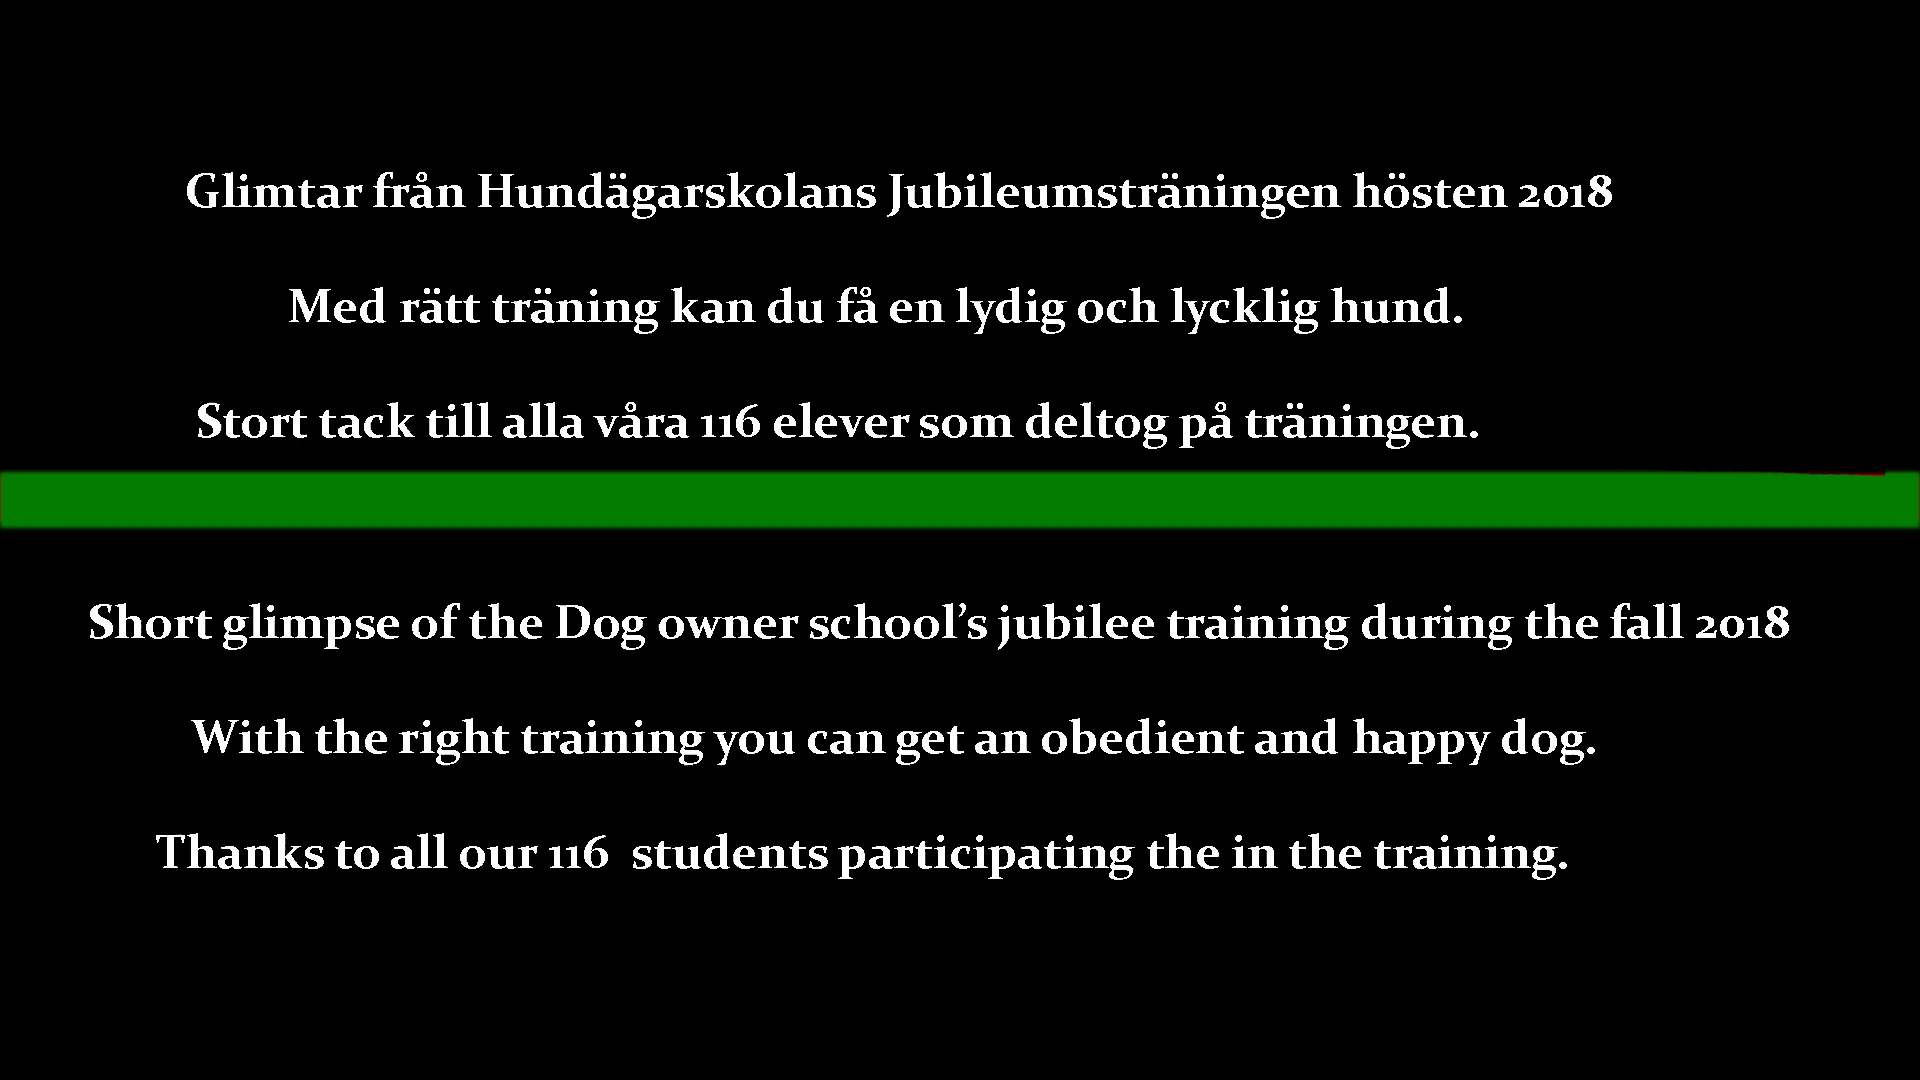 Glimtar från Hundägarskolans Jubileumsträningen hösten 2018
Med rätt träning kan du få en lydig och lycklig hund.
Stort tack till alla våra 116 elever som deltog på träningen.
Short glimpse of the Dog owner school’s jubilee training during the fall 2018
With the right training you can get an obedient and happy dog.
Thanks to all our 116  students participating the in the training.